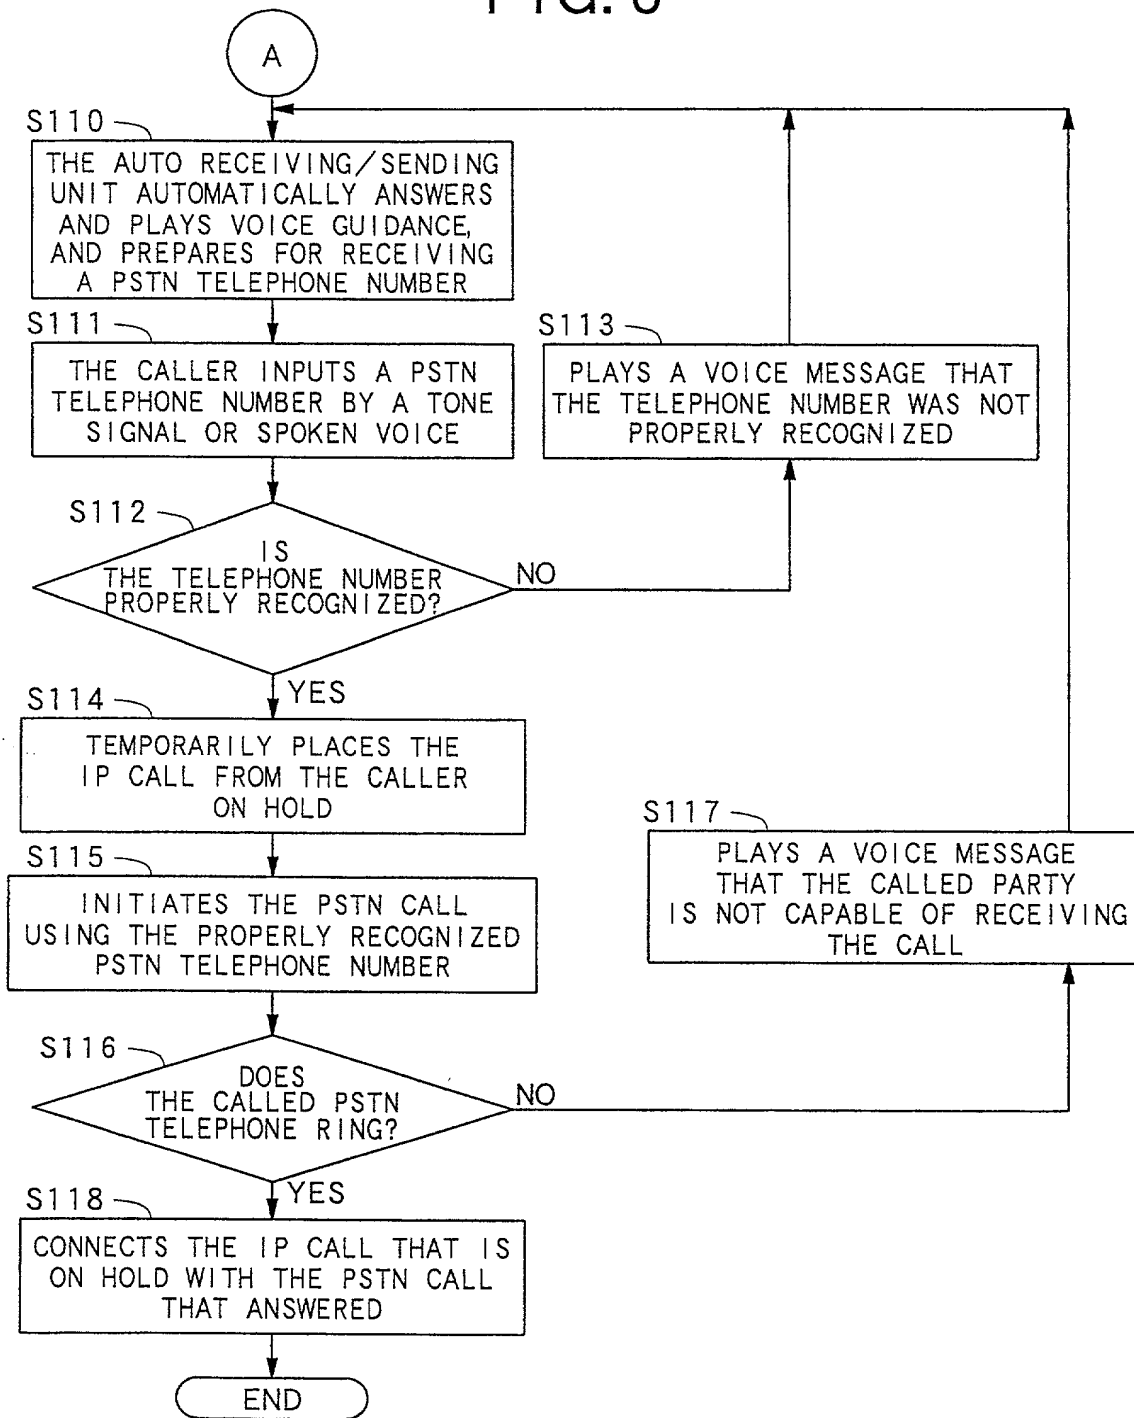 A
S110
THE AUTO RECEIVING/SENDING
UNIT AUTOMATICALLY ANSWERS
AND PLAYS VOICE GUIDANCE,
AND PREPARES FOR RECEIVING
A PSTN TELEPHONE NUMBER
S111
THE CALLER INPUTS A PSTN
TELEPHONE NUMBER BY A TONE
SIGNAL OR SPOKEN VOICE
S113
PLAYS A VOICE MESSAGE THAT
THE TELEPHONE NUMBER WAS NOT
PROPERLY RECOGNIZED
S112
IS
THE TELEPHONE NUMBER
PROPERLY RECOGNIZED?
NO
YES
S114
TEMPORARILY PLACES THE
IP CALL FROM THE CALLER
ON HOLD
S115
INITIATES THE PSTN CALL
USING THE PROPERLY RECOGNIZED
PSTN TELEPHONE NUMBER
S117
PLAYS A VOICE MESSAGE
THAT THE CALLED PARTY
IS NOT CAPABLE OF RECEIVING
THE CALL
S116
DOES
THE CALLED PSTN
TELEPHONE RING?
NO
YES
S118
CONNECTS THE IP CALL THAT IS
ON HOLD WITH THE PSTN CALL
THAT ANSWERED
END